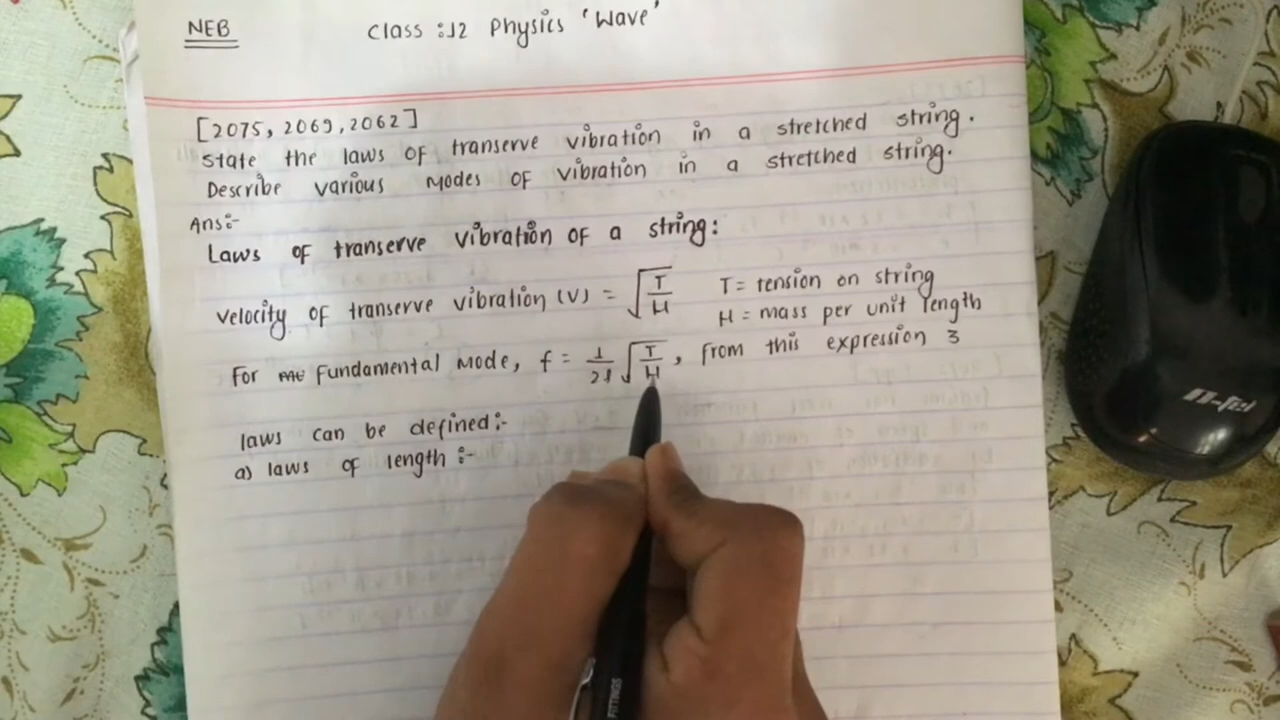 NEB
Class :12 Physics 'Wave'
[2075, 2069, 2062]
State the laws of transerve vibration in a stretched string.
Describe various modes of vibration in a stretched string.
Ans:-
Laws of transerve vibration of a string:
velocity of transerve vibration (v) = √(T/μ) T = tension on string
μ = mass per unit length
For fundamental mode, f = 1/2l √(T/μ), from this expression 3
laws can be defined:-
a) laws of length :-
FITTRGS